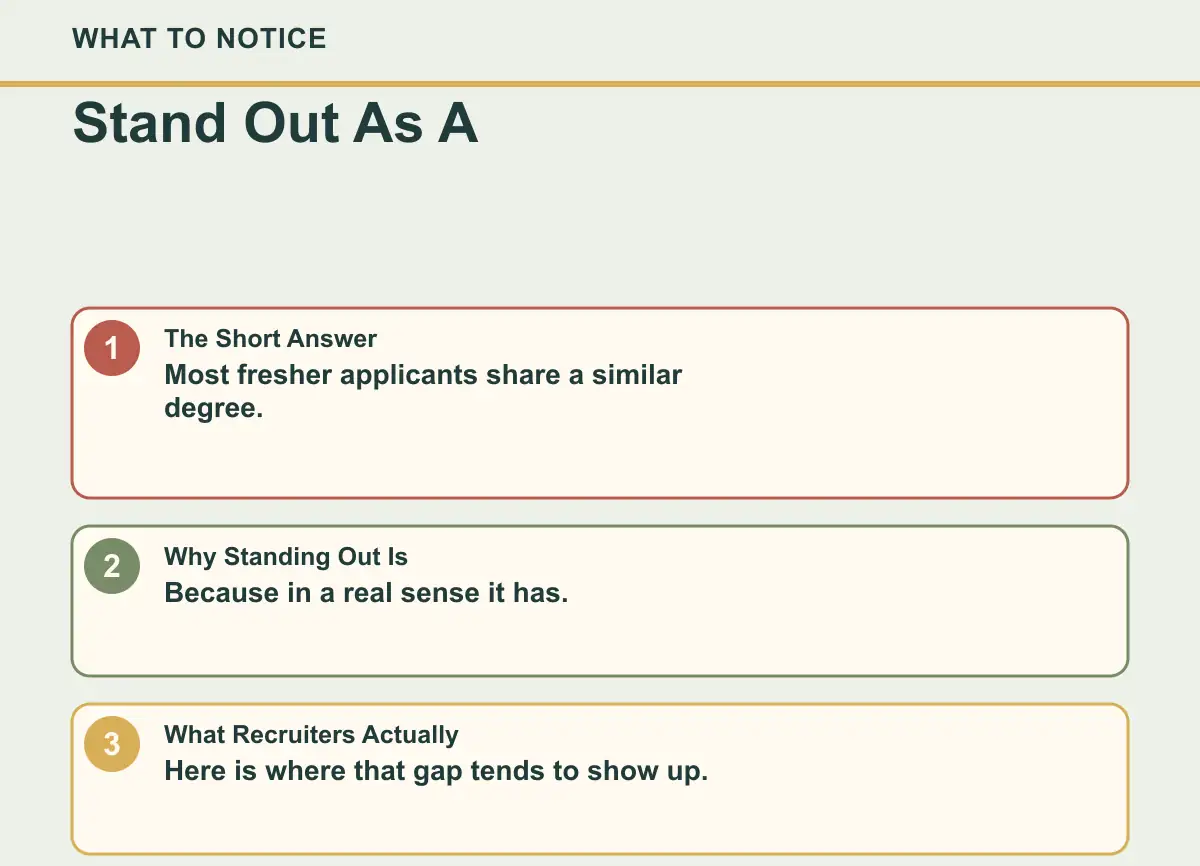 WHAT TO NOTICE
Stand Out As A
1
The Short Answer
Most fresher applicants share a similar
degree.
2
Why Standing Out Is
Because in a real sense it has.
3
What Recruiters Actually
Here is where that gap tends to show up.